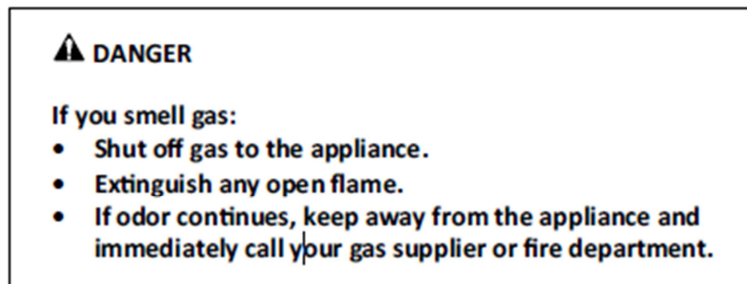 DANGER
If you smell gas:
• Shut off gas to the appliance.
• Extinguish any open flame.
• If odor continues, keep away from the appliance and
immediately call your gas supplier or fire department.